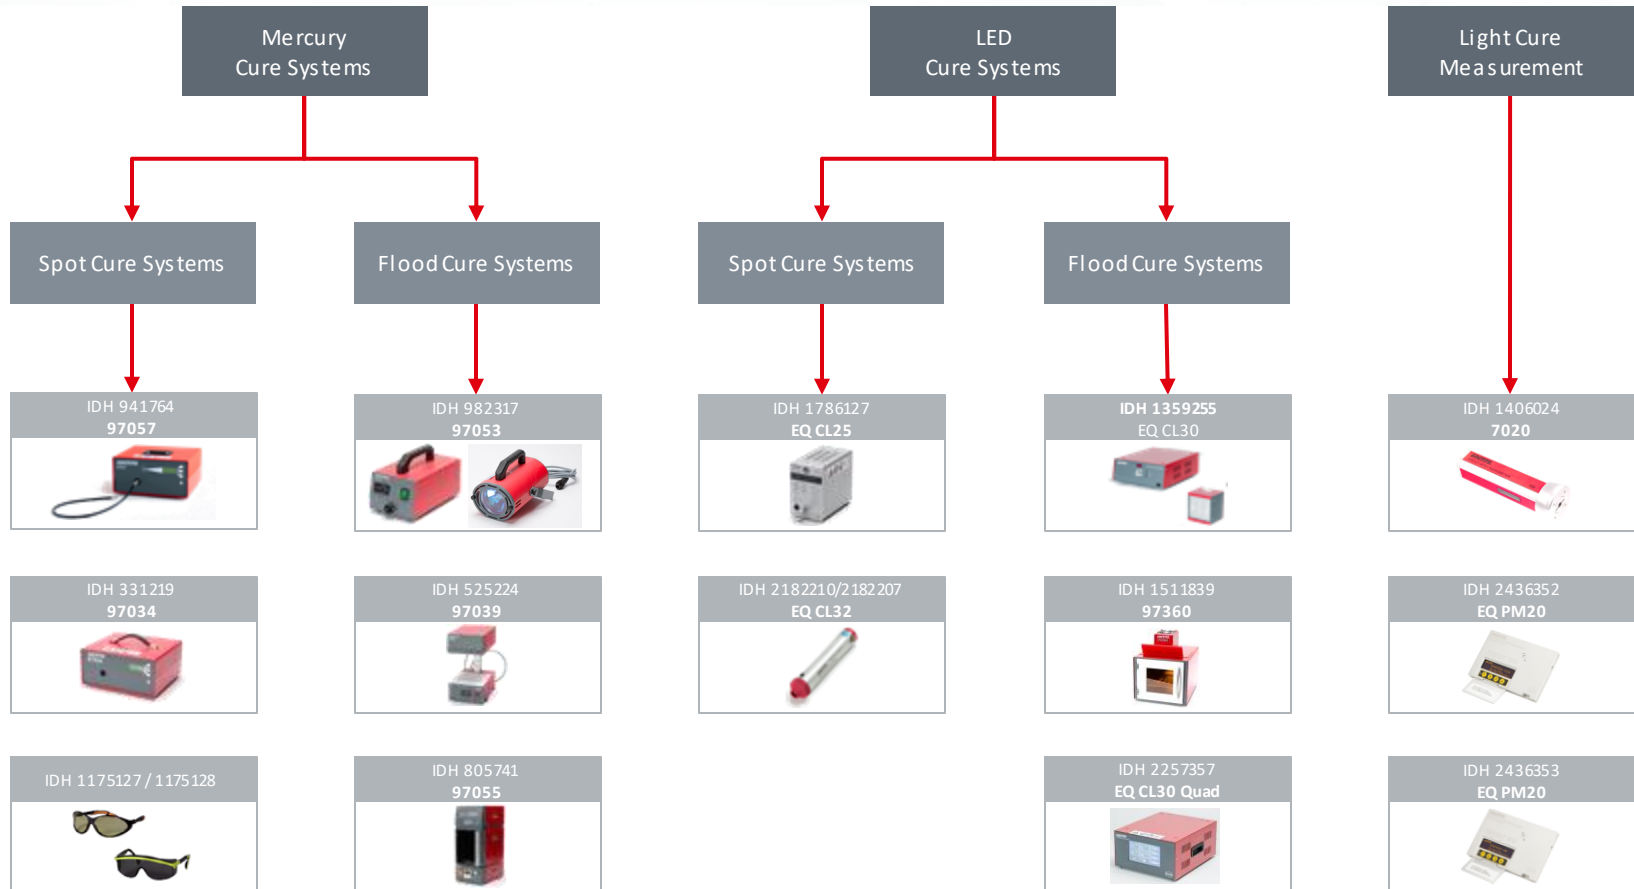 Mercury
Cure Systems
LED
Cure Systems
Light Cure
Measurement
Spot Cure Systems
Flood Cure Systems
Spot Cure Systems
Flood Cure Systems
IDH 941764
97057
IDH 982317
97053
IDH 1786127
EQ CL25
IDH 1359255
EQ CL30
IDH 1406024
7020
IDH 331219
97034
IDH 525224
97039
IDH 2182210/2182207
EQ CL32
IDH 1511839
97360
IDH 2436352
EQ PM20
IDH 1175127 / 1175128
IDH 805741
97055
IDH 2257357
EQ CL30 Quad
IDH 2436353
EQ PM20